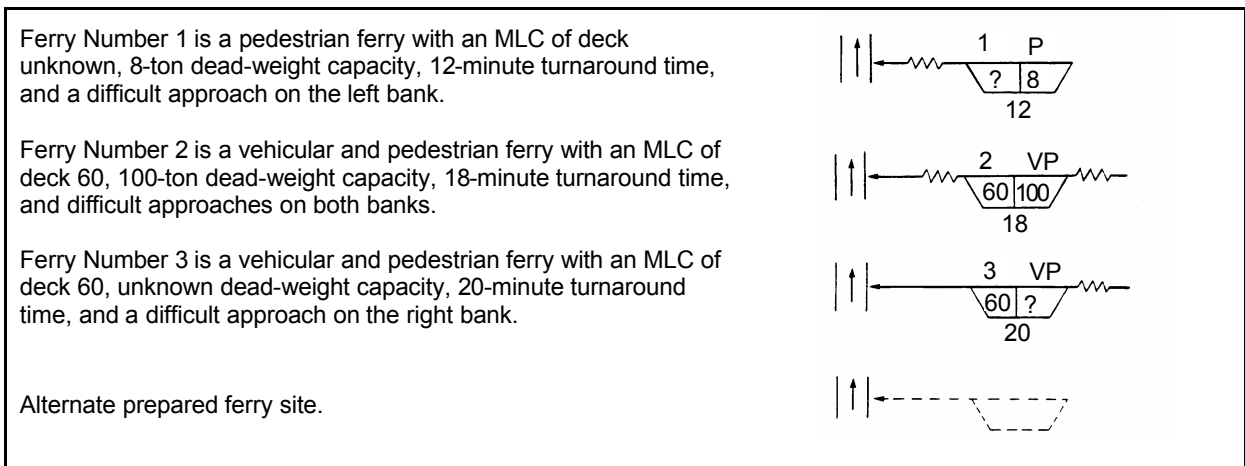 Ferry Number 1 is a pedestrian ferry with an MLC of deck
unknown, 8-ton dead-weight capacity, 12-minute turnaround time,
and a difficult approach on the left bank.
1 P
? 8
12
Ferry Number 2 is a vehicular and pedestrian ferry with an MLC of
deck 60, 100-ton dead-weight capacity, 18-minute turnaround time,
and difficult approaches on both banks.
2 VP
60 100
18
Ferry Number 3 is a vehicular and pedestrian ferry with an MLC of
deck 60, unknown dead-weight capacity, 20-minute turnaround
time, and a difficult approach on the right bank.
3 VP
60 ?
20
Alternate prepared ferry site.